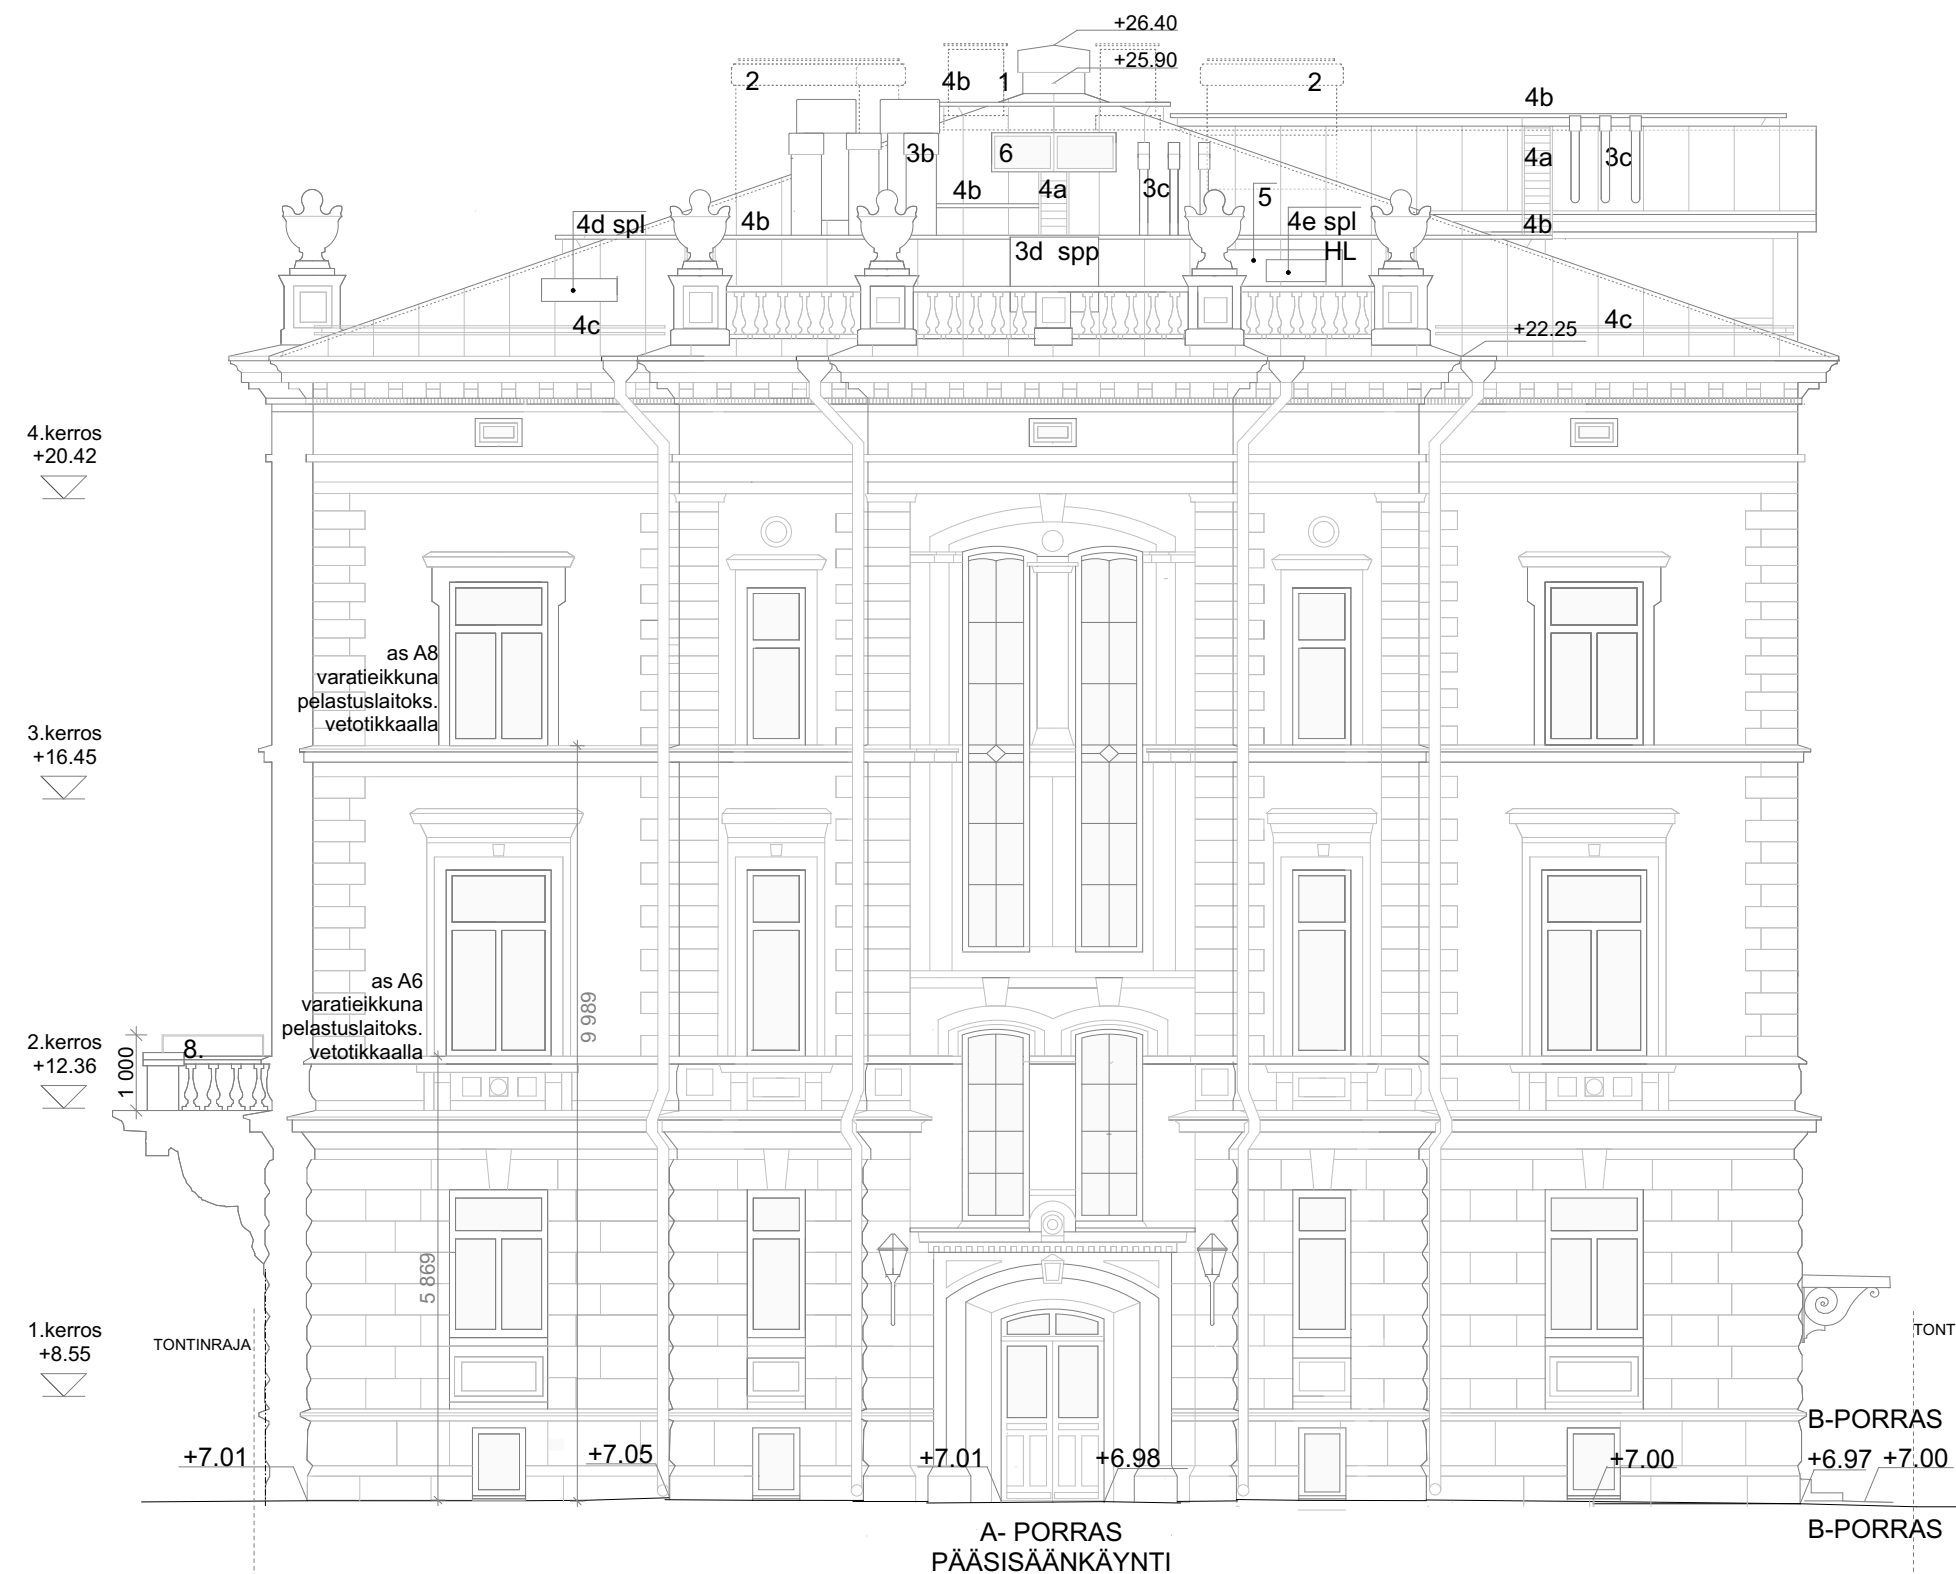 +26.40
+25.90
2
4b
1
2
4b
3b
6
4a
3c
4b
4a
3c
5
4d spl
4b
4e spl
HL
4b
3d spp
4c
+22.25
4c
4.kerros
+20.42
as A8
varatieikkuna
pelastuslaitoks.
vetotikkaalla
3.kerros
+16.45
as A6
varatieikkuna
pelastuslaitoks.
vetotikkaalla
9 989
2.kerros
+12.36
1 000
8.
5 869
1.kerros
+8.55
TONTINRAJA
TONT
B-PORRAS
+7.01
+7.05
+7.01
+6.98
+7.00
+6.97
+7.00
A- PORRAS
PÄÄSISÄÄNKÄYNTI
B-PORRAS